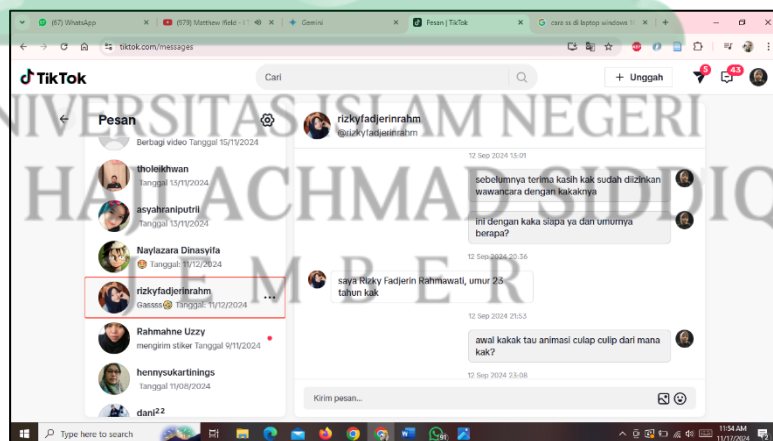 (67) WhatsApp
(679) Matthew Ifield - I T
Gemini
Pesan | TikTok
cara ss di laptop windows 1
tiktok.com/messages
TikTok
Cari
Unggah
5
43
UNIVERSITAS ISLAM NEGERI
Pesan
Berbagi video Tanggal 15/11/2024
tholeikhwan
Tanggal 13/11/2024
asyahraniputrii
Tanggal 13/11/2024
Naylazara Dinasyifa
Tanggal: 11/12/2024
rizkyfadjerinrahm
Gassss Tanggal: 11/12/2024
Rahmahne Uzzy
mengirim stiker Tanggal 9/11/2024
hennysukartinings
Tanggal 11/08/2024
dani²²
rizkyfadjerinrahm
@rizkyfadjerinrahm
12 Sep 2024 13:01
sebelumnya terima kasih kak sudah diizinkan
wawancara dengan kakaknya
ini dengan kaka siapa ya dan umurnya
berapa?
12 Sep 2024 20:36
saya Rizky Fadjerin Rahmawati, umur 23
tahun kak
12 Sep 2024 21:53
awal kakak tau animasi culap culip dari mana
kak?
12 Sep 2024 23:08
Kirim pesan...
HAJI ACHMAD SIDDIQ
JEMBER
Type here to search
91
11:54 AM
11/17/2024